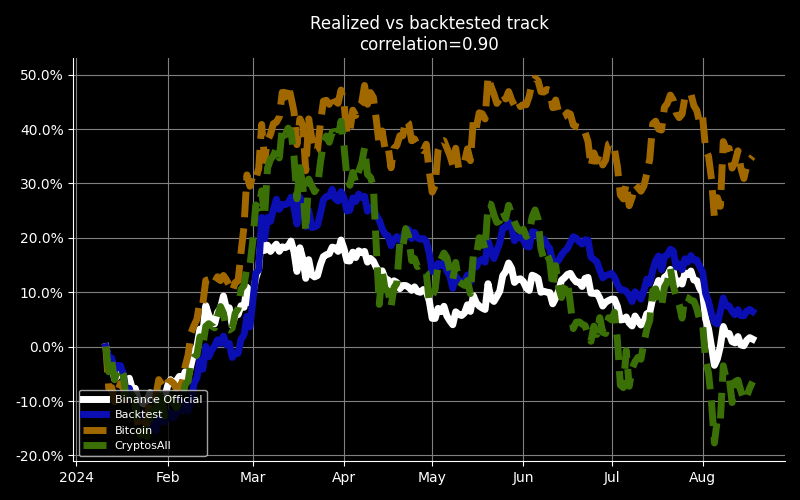 Realized vs backtested track
correlation=0.90
50.0%
40.0%
30.0%
20.0%
10.0%
0.0%
-10.0%
-20.0%
Binance Official
Backtest
Bitcoin
CryptosAll
2024 Feb Mar Apr May Jun Jul Aug